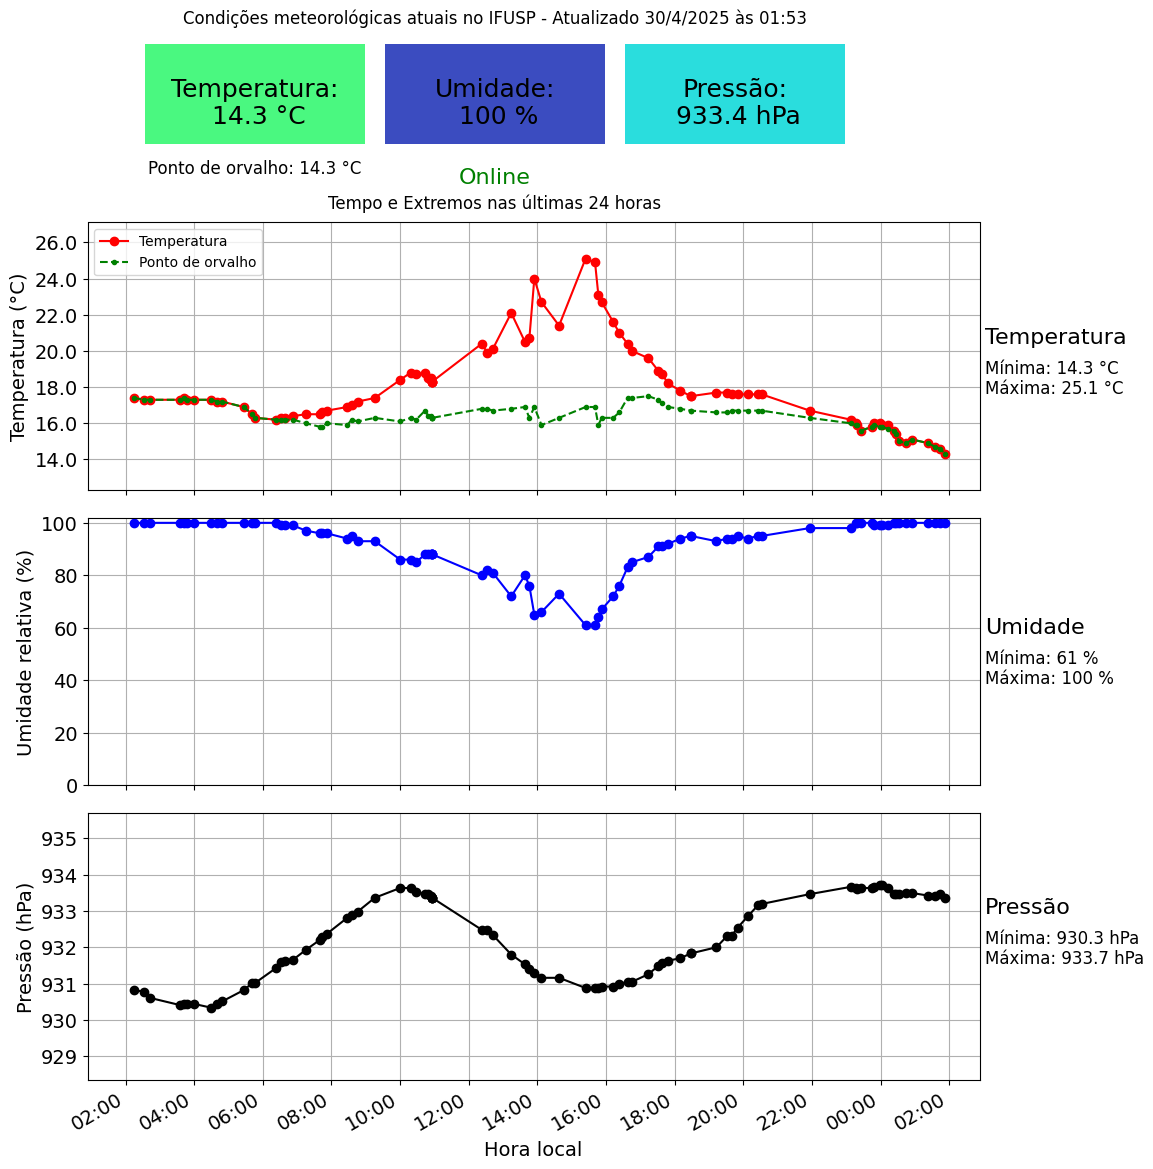 Condições meteorológicas atuais no IFUSP - Atualizado 30/4/2025 às 01:53
Temperatura:
14.3 °C
Umidade:
100 %
Pressão:
933.4 hPa
Ponto de orvalho: 14.3 °C
Online
Tempo e Extremos nas últimas 24 horas
Temperatura
Ponto de orvalho
Temperatura (°C)
26.0
24.0
22.0
20.0
18.0
16.0
14.0
Temperatura
Mínima: 14.3 °C
Máxima: 25.1 °C
Umidade relativa (%)
100
80
60
40
20
0
Umidade
Mínima: 61 %
Máxima: 100 %
Pressão (hPa)
935
934
933
932
931
930
929
Pressão
Mínima: 930.3 hPa
Máxima: 933.7 hPa
02:00 04:00 06:00 08:00 10:00 12:00 14:00 16:00 18:00 20:00 22:00 00:00 02:00
Hora local